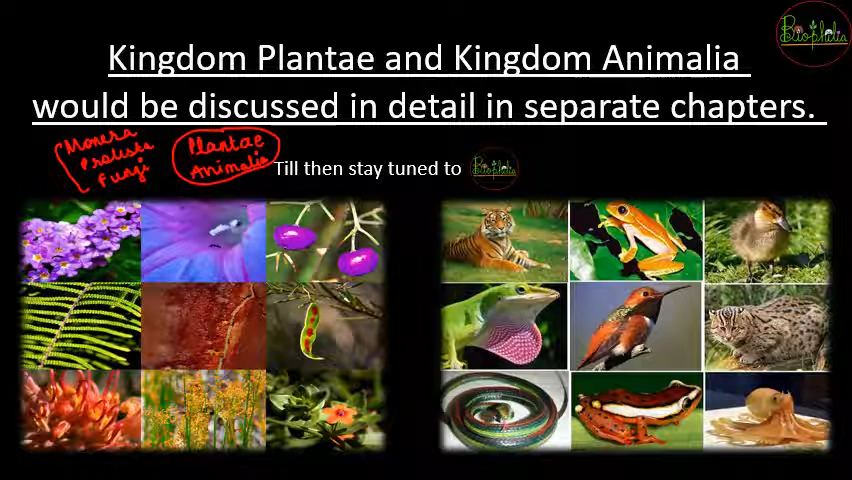 Biophilia
Kingdom Plantae and Kingdom Animalia
would be discussed in detail in separate chapters.
Monera
Protista
Fungi
Plantae
Animalia
Till then stay tuned to Biophilia